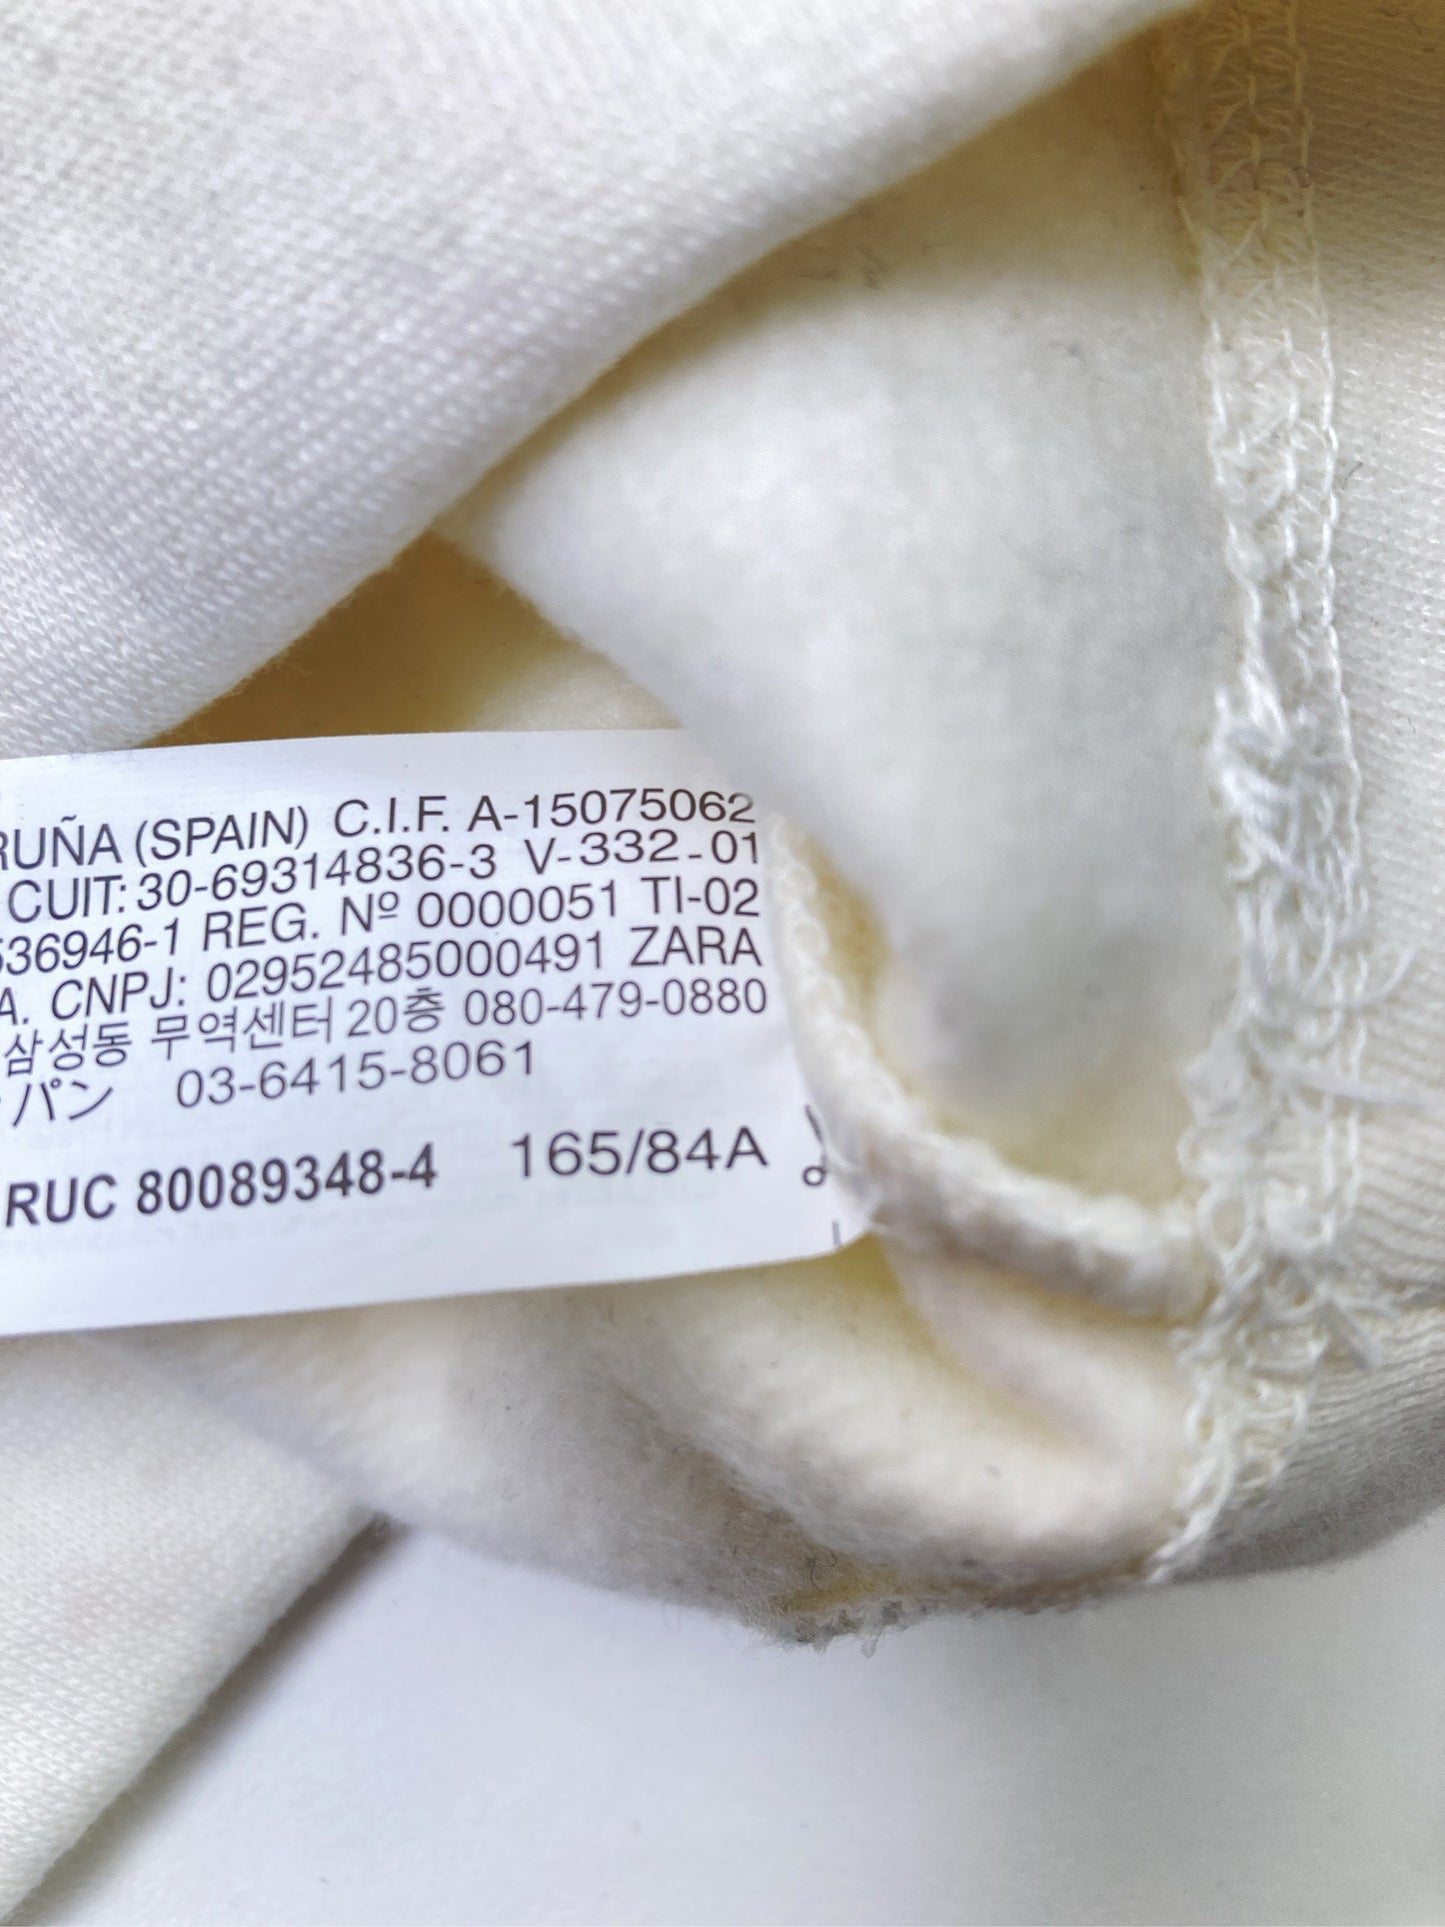 RUÑA (SPAIN) C.I.F. A-15075062
CUIT: 30-69314836-3 V-332-01
536946-1 REG. Nº 0000051 TI-02
A. CNPJ: 02952485000491 ZARA
삼성동 무역센터 20층 080-479-0880
パン 03-6415-8061
RUC 80089348-4 165/84A